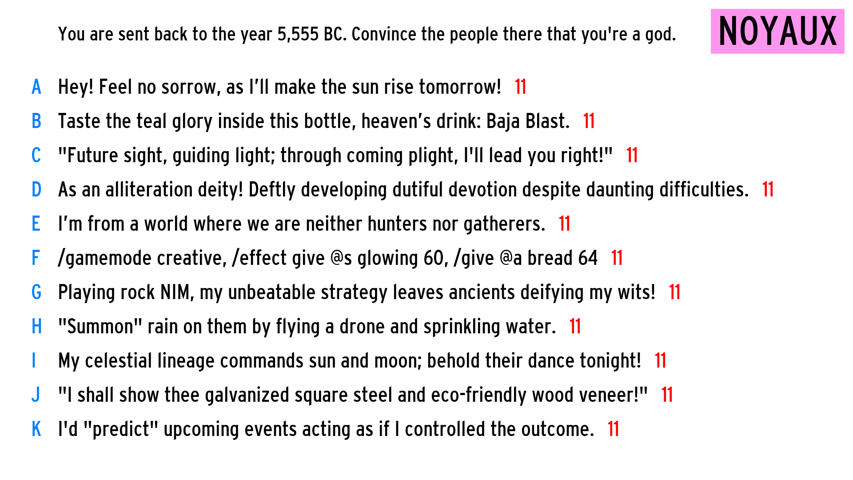 You are sent back to the year 5,555 BC. Convince the people there that you're a god.
NOYAUX
A Hey! Feel no sorrow, as I’ll make the sun rise tomorrow! 11
B Taste the teal glory inside this bottle, heaven’s drink: Baja Blast. 11
C "Future sight, guiding light; through coming plight, I'll lead you right!" 11
D As an alliteration deity! Deftly developing dutiful devotion despite daunting difficulties. 11
E I’m from a world where we are neither hunters nor gatherers. 11
F /gamemode creative, /effect give @s glowing 60, /give @a bread 64 11
G Playing rock NIM, my unbeatable strategy leaves ancients deifying my wits! 11
H "Summon" rain on them by flying a drone and sprinkling water. 11
I My celestial lineage commands sun and moon; behold their dance tonight! 11
J "I shall show thee galvanized square steel and eco-friendly wood veneer!" 11
K I'd "predict" upcoming events acting as if I controlled the outcome. 11